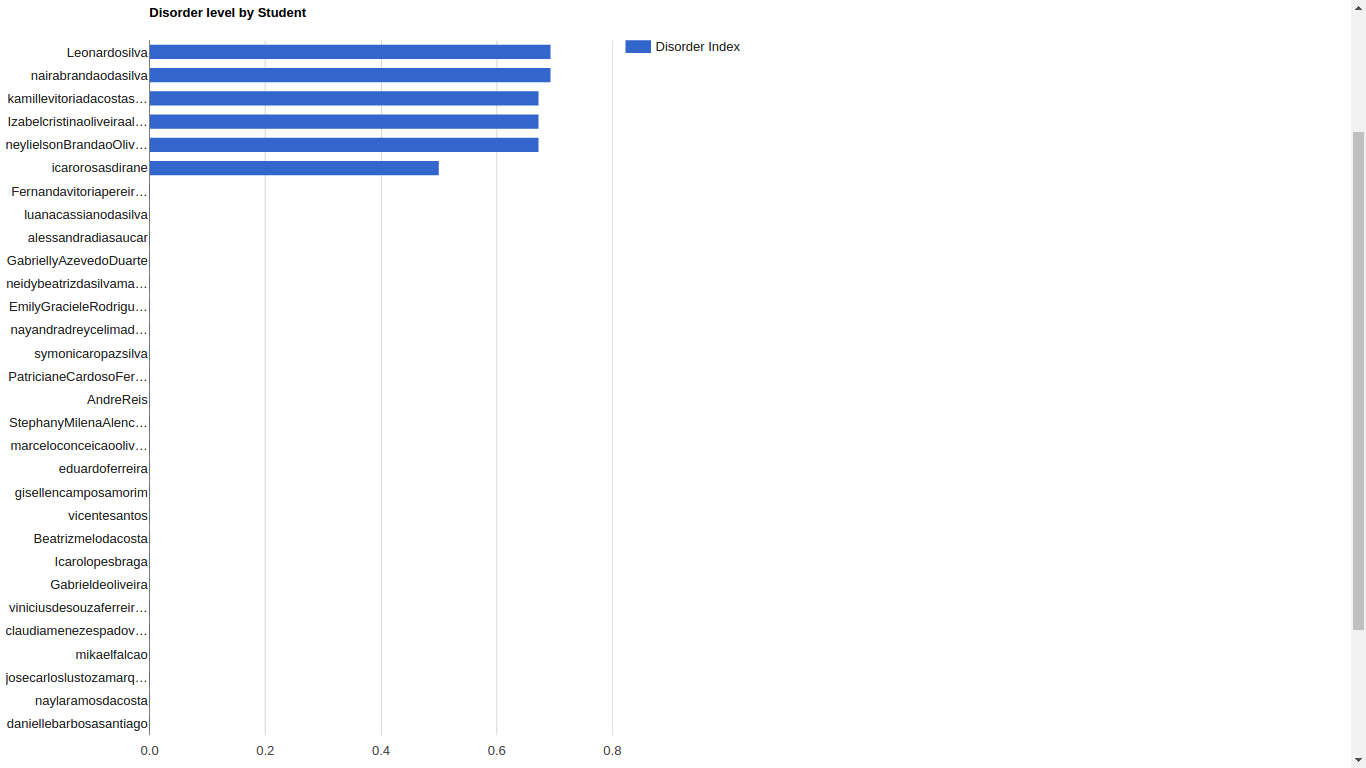 Disorder level by Student
Disorder Index
Leonardosilva
nairabrandaodasilva
kamillevitoriadacostas…
Izabelcristinaoliveiraal…
neylielsonBrandaoOliv…
icarorosasdirane
Fernandavitoriapereir…
luanacassianodasilva
alessandradiasaucar
GabriellyAzevedoDuarte
neidybeatrizdasilvama…
EmilyGracieleRodrigu…
nayandradreycelimad…
symonicaropazsilva
PatricianeCardosoFer…
AndreReis
StephanyMilenaAlenc…
marceloconceicaooliv…
eduardoferreira
gisellencamposamorim
vicentesantos
Beatrizmelodacosta
Icarolopesbraga
Gabrieldeoliveira
viniciusdesouzaferreir…
claudiamenezespadov…
mikaelfalcao
josecarloslustozamarq…
naylaramosdacosta
daniellebarbosasantiago
0.0 0.2 0.4 0.6 0.8